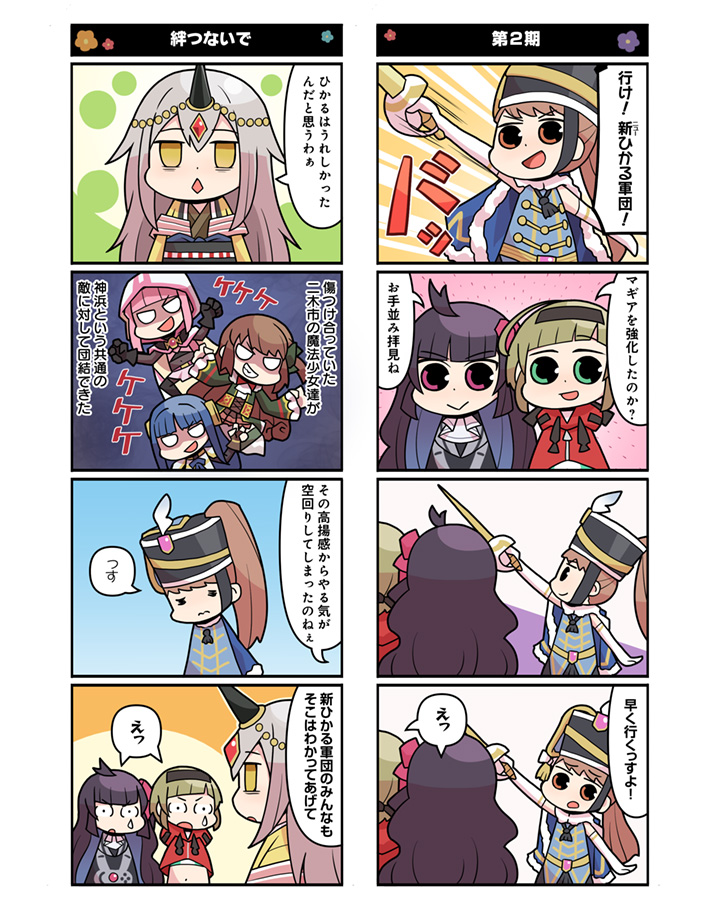 第2期
行け!新ひかる軍団!
ニュー
バッ
マギアを強化したのか?
お手並み拝見ね
早く行くっすよ!
えっ
絆つないで
ひかるはうれしかった
んだと思うわぁ
傷つけ合っていた
二木市の魔法少女達が
神浜という共通の
敵に対して団結できた
ケケケ
ケケケ
その高揚感からやる気が
空回りしてしまったのねぇ
っす
新ひかる軍団のみんなも
そこはわかってあげて
えっ